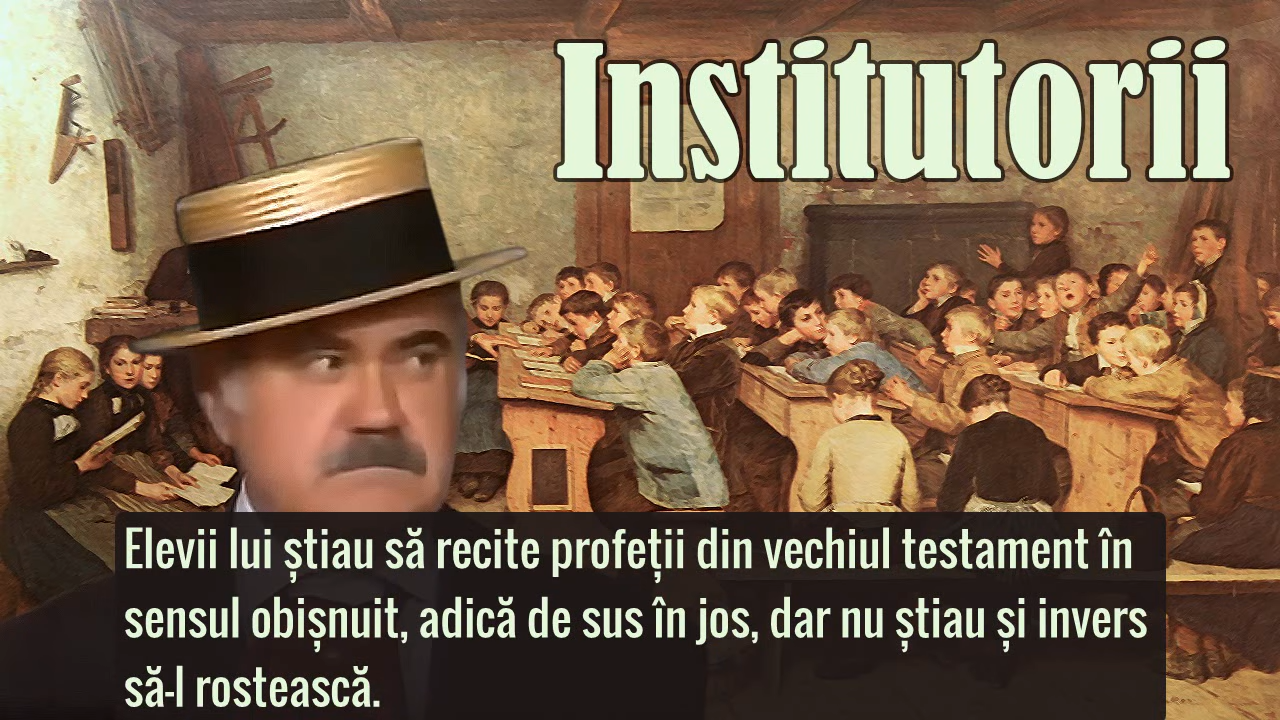 Institutorii
Elevii lui știau să recite profeții din vechiul testament în
sensul obișnuit, adică de sus în jos, dar nu știau și invers
să-l rostească.